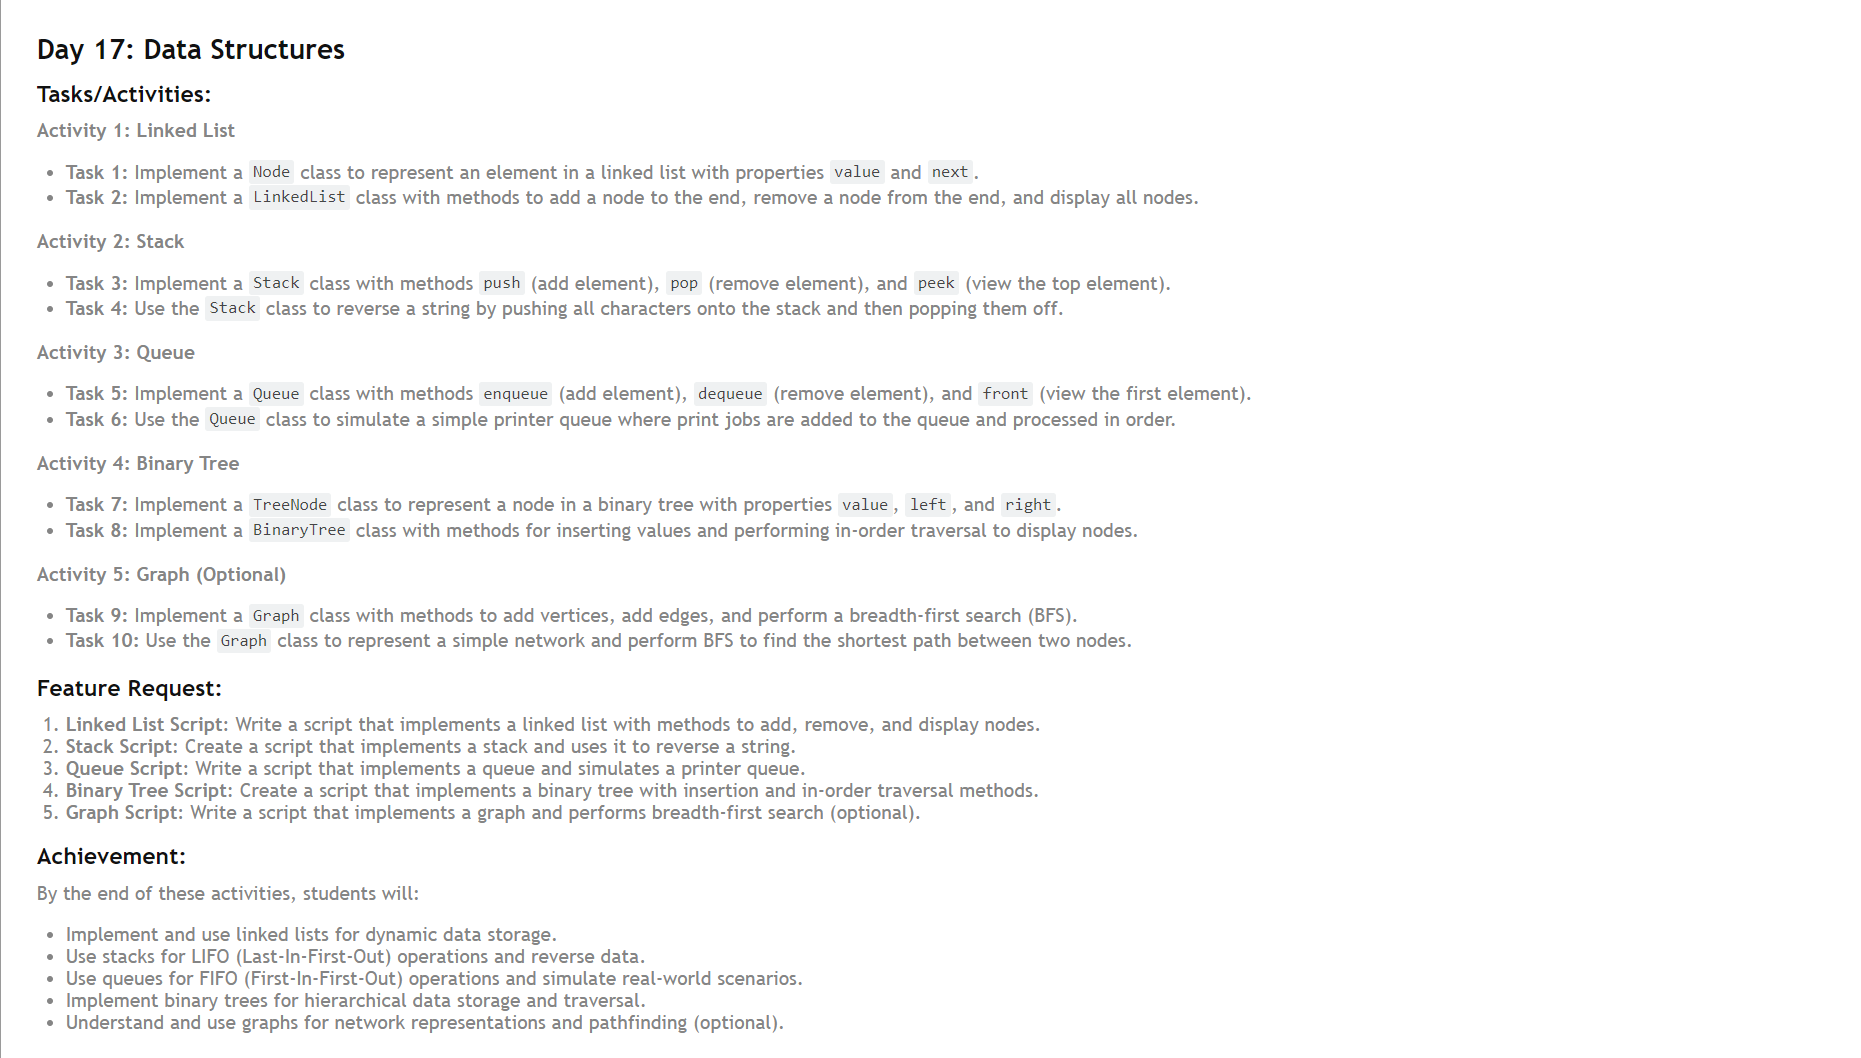 Day 17: Data Structures
Tasks/Activities:
Activity 1: Linked List
• Task 1: Implement a Node class to represent an element in a linked list with properties value and next.
• Task 2: Implement a LinkedList class with methods to add a node to the end, remove a node from the end, and display all nodes.
Activity 2: Stack
• Task 3: Implement a Stack class with methods push (add element), pop (remove element), and peek (view the top element).
• Task 4: Use the Stack class to reverse a string by pushing all characters onto the stack and then popping them off.
Activity 3: Queue
• Task 5: Implement a Queue class with methods enqueue (add element), dequeue (remove element), and front (view the first element).
• Task 6: Use the Queue class to simulate a simple printer queue where print jobs are added to the queue and processed in order.
Activity 4: Binary Tree
• Task 7: Implement a TreeNode class to represent a node in a binary tree with properties value, left, and right.
• Task 8: Implement a BinaryTree class with methods for inserting values and performing in-order traversal to display nodes.
Activity 5: Graph (Optional)
• Task 9: Implement a Graph class with methods to add vertices, add edges, and perform a breadth-first search (BFS).
• Task 10: Use the Graph class to represent a simple network and perform BFS to find the shortest path between two nodes.
Feature Request:
1. Linked List Script: Write a script that implements a linked list with methods to add, remove, and display nodes.
2. Stack Script: Create a script that implements a stack and uses it to reverse a string.
3. Queue Script: Write a script that implements a queue and simulates a printer queue.
4. Binary Tree Script: Create a script that implements a binary tree with insertion and in-order traversal methods.
5. Graph Script: Write a script that implements a graph and performs breadth-first search (optional).
Achievement:
By the end of these activities, students will:
• Implement and use linked lists for dynamic data storage.
• Use stacks for LIFO (Last-In-First-Out) operations and reverse data.
• Use queues for FIFO (First-In-First-Out) operations and simulate real-world scenarios.
• Implement binary trees for hierarchical data storage and traversal.
• Understand and use graphs for network representations and pathfinding (optional).